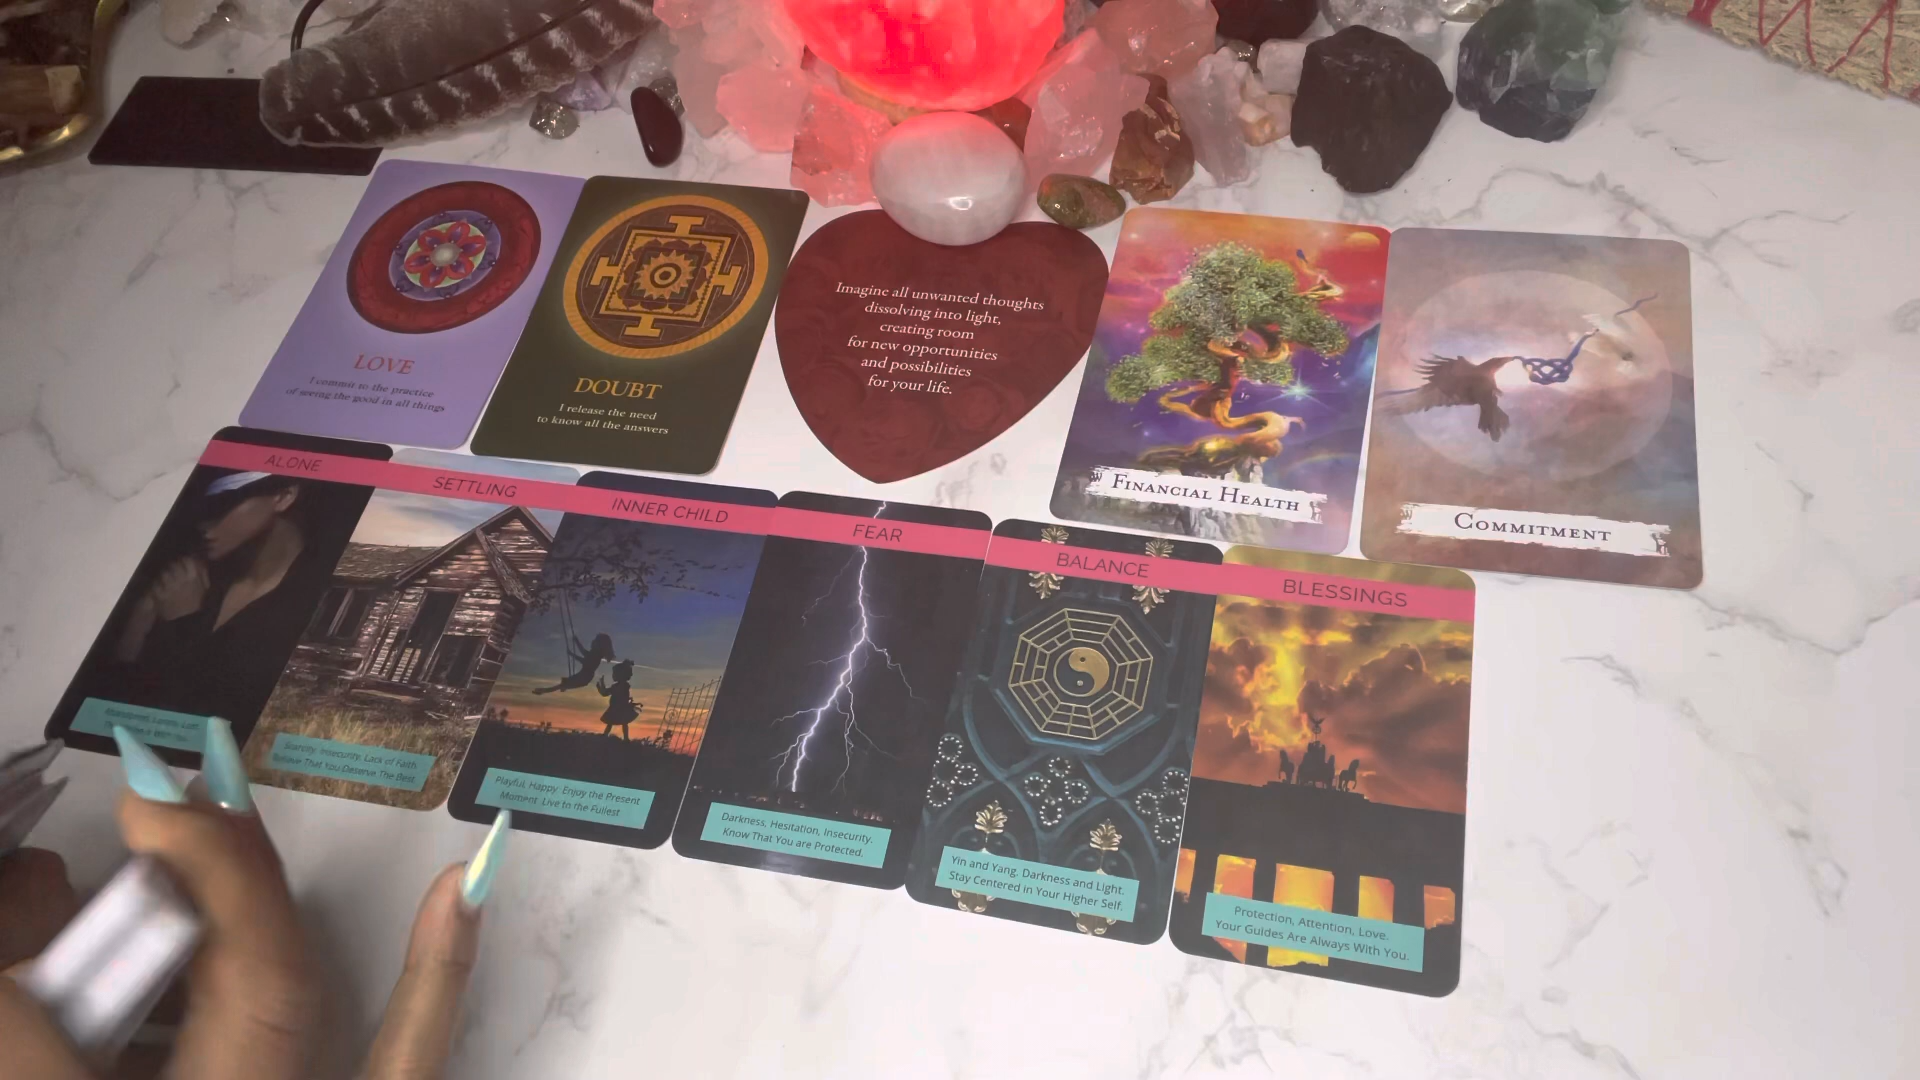 LOVE
I commit to the practice
of seeing the good in all things
DOUBT
I release the need
to know all the answers
Imagine all unwanted thoughts
dissolving into light,
creating room
for new opportunities
and possibilities
for your life.
FINANCIAL HEALTH
COMMITMENT
ALONE
SETTLING
Scarcity, Insecurity, Lack of Faith.
Believe That You Deserve The Best.
INNER CHILD
Playful, Happy. Enjoy the Present
Moment. Live to the Fullest
FEAR
Darkness, Hesitation, Insecurity.
Know That You are Protected.
BALANCE
Yin and Yang, Darkness and Light.
Stay Centered in Your Higher Self.
BLESSINGS
Protection, Attention, Love.
Your Guides Are Always With You.